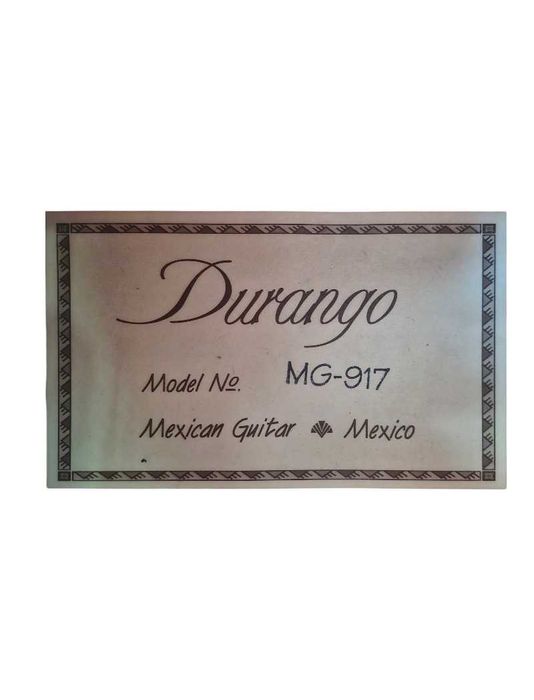 Durango
Model No. MG-917
Mexican Guitar Mexico